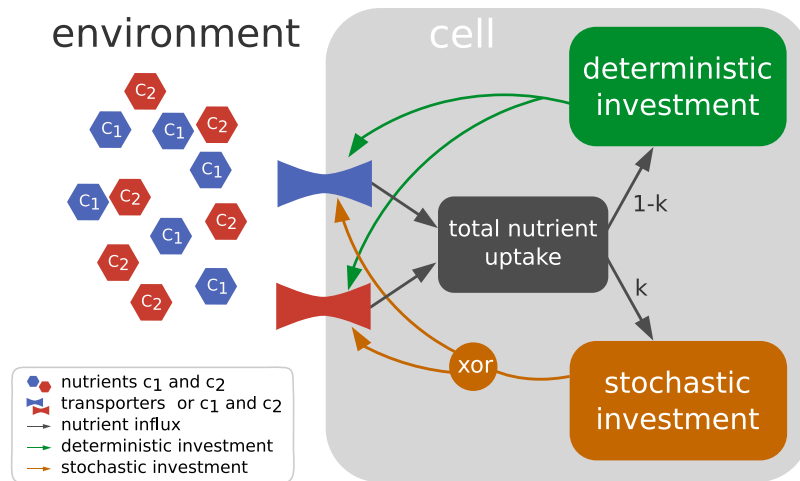 environment
cell
C2
C1
C1
C2
C1
C1
C2
C2
C1
C2
C1
C2
deterministic
investment
total nutrient
uptake
1-k
k
xor
stochastic
investment
nutrients c1 and c2
transporters or c1 and c2
nutrient influx
deterministic investment
stochastic investment